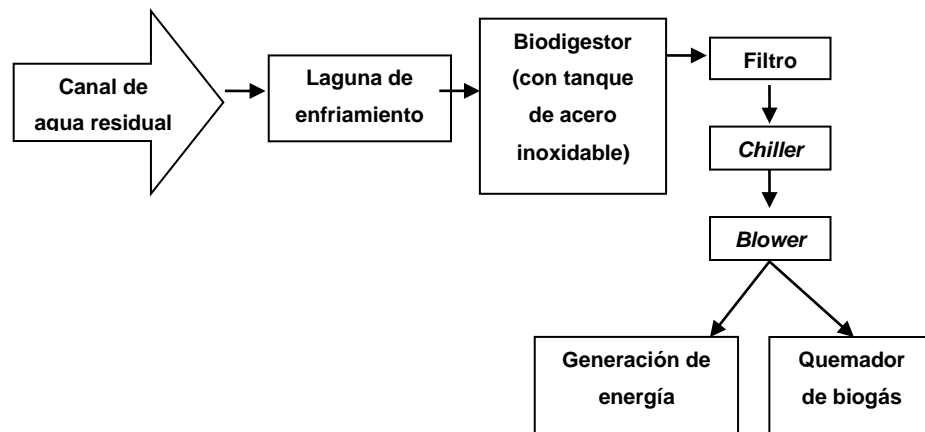 Canal de
agua residual
Laguna de
enfriamiento
Biodigestor
(con tanque
de acero
inoxidable)
Filtro
Chiller
Blower
Generación de
energía
Quemador
de biogás